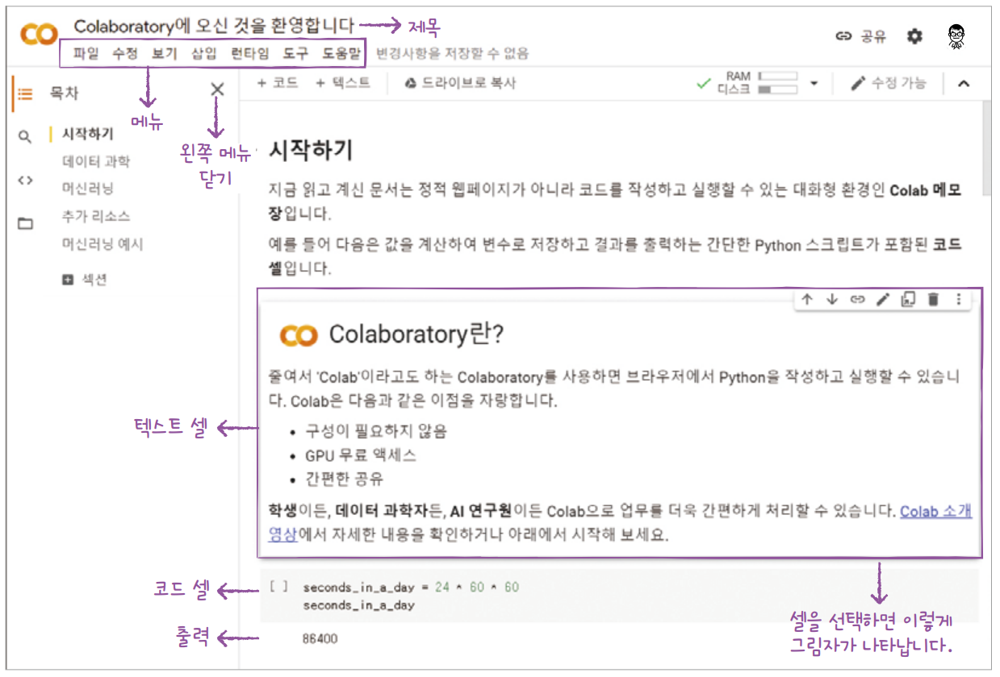 Colaboratory에 오신 것을 환영합니다
제목
공유
파일 수정 보기 삽입 런타임 도구 도움말 변경사항을 저장할 수 없음
+ 코드 + 텍스트 드라이브로 복사
RAM
디스크
수정 가능
목차
메뉴
왼쪽 메뉴
닫기
시작하기
데이터 과학
머신러닝
추가 리소스
머신러닝 예시
섹션
시작하기
지금 읽고 계신 문서는 정적 웹페이지가 아니라 코드를 작성하고 실행할 수 있는 대화형 환경인 Colab 메모
장입니다.
예를 들어 다음은 값을 계산하여 변수로 저장하고 결과를 출력하는 간단한 Python 스크립트가 포함된 코드
셀입니다.
CO Colaboratory란?
줄여서 'Colab'이라고도 하는 Colaboratory를 사용하면 브라우저에서 Python을 작성하고 실행할 수 있습니
다. Colab은 다음과 같은 이점을 자랑합니다.
텍스트 셀
• 구성이 필요하지 않음
• GPU 무료 액세스
• 간편한 공유
학생이든, 데이터 과학자든, AI 연구원이든 Colab으로 업무를 더욱 간편하게 처리할 수 있습니다. Colab 소개
영상에서 자세한 내용을 확인하거나 아래에서 시작해 보세요.
코드 셀
[ ] seconds_in_a_day = 24 * 60 * 60
seconds_in_a_day
출력
86400
셀을 선택하면 이렇게
그림자가 나타납니다.